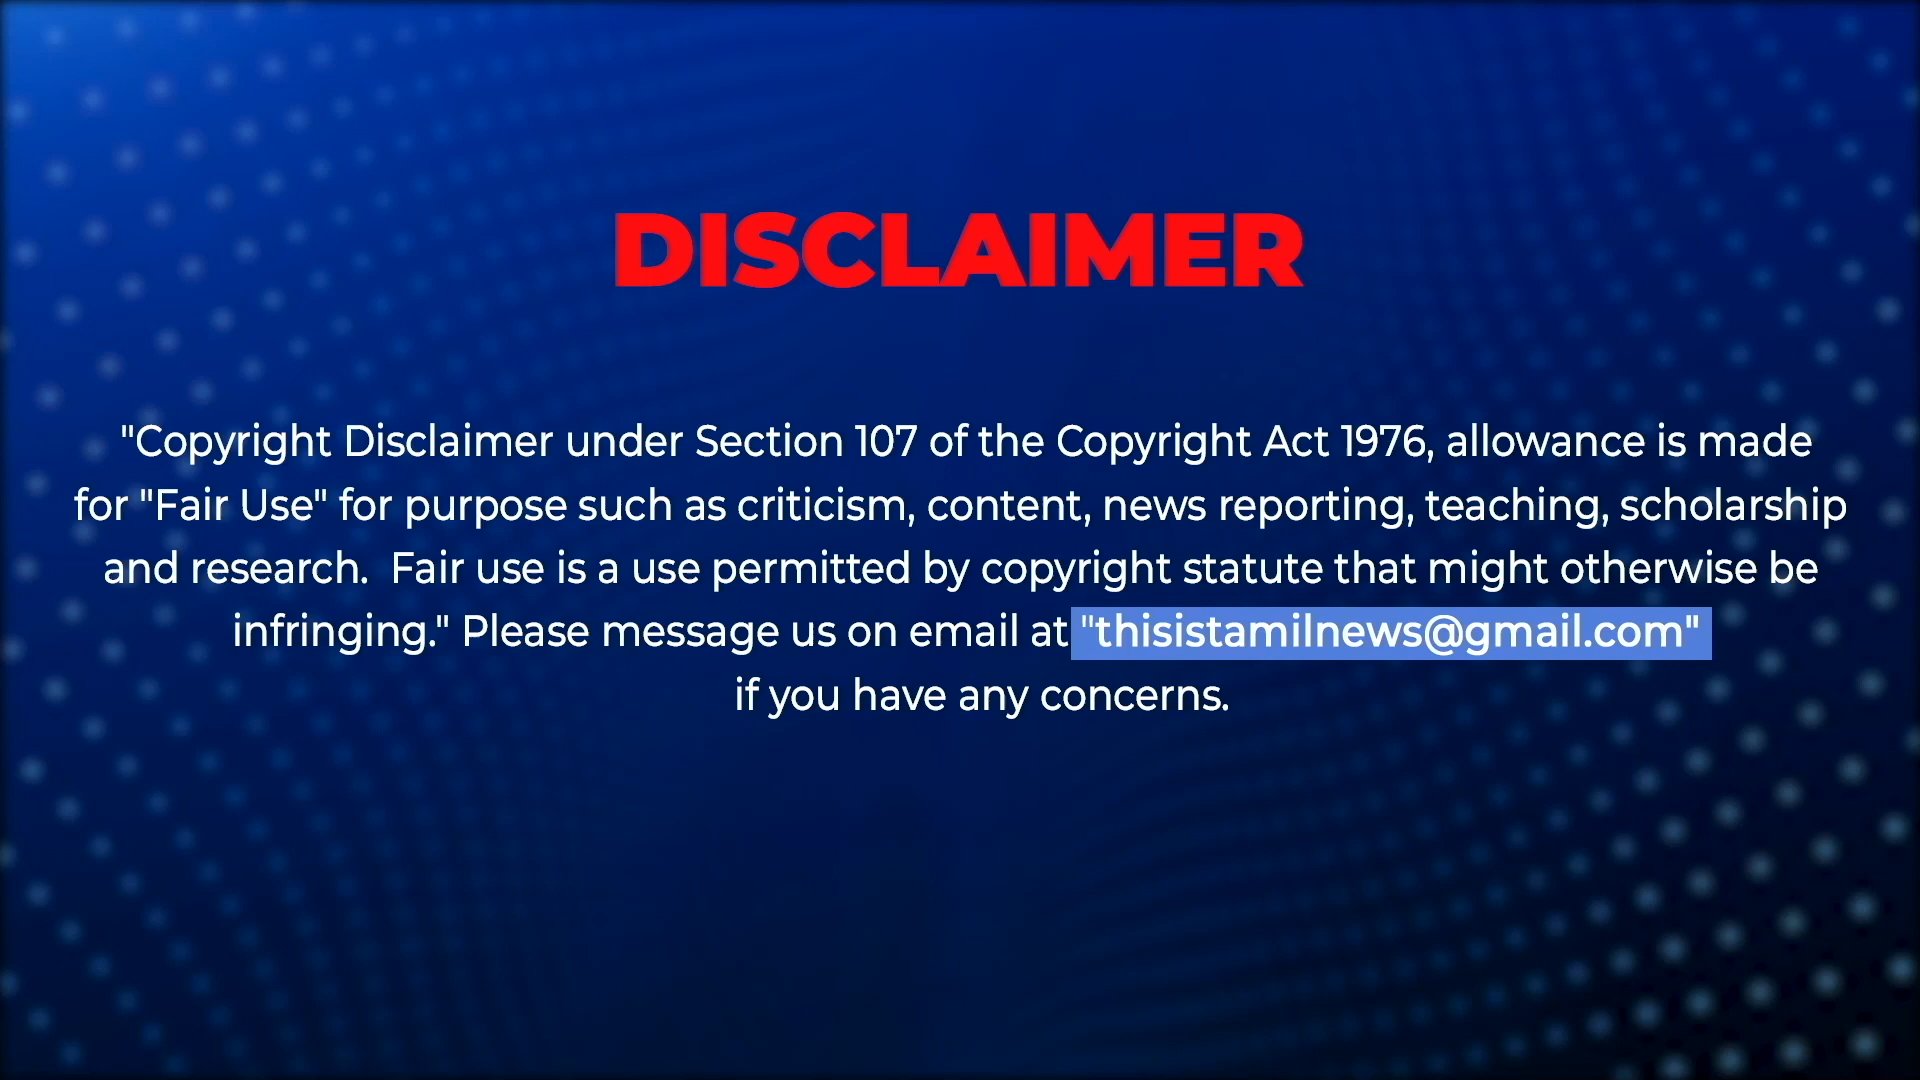 DISCLAIMER
"Copyright Disclaimer under Section 107 of the Copyright Act 1976, allowance is made
for "Fair Use" for purpose such as criticism, content, news reporting, teaching, scholarship
and research.  Fair use is a use permitted by copyright statute that might otherwise be
infringing." Please message us on email at "thisistamilnews@gmail.com"
if you have any concerns.